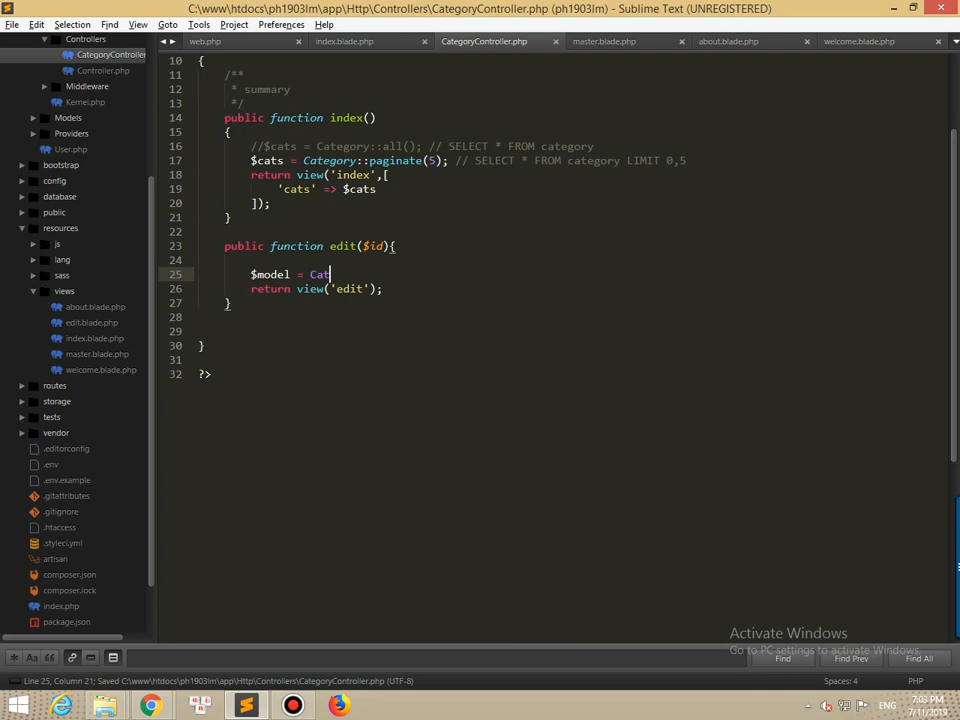 C:\www\htdocs\ph1903lm\app\Http\Controllers\CategoryController.php (ph1903lm) - Sublime Text (UNREGISTERED)
File Edit Selection Find View Goto Tools Project Preferences Help
web.php index.blade.php CategoryController.php master.blade.php about.blade.php welcome.blade.php
Controllers
CategoryController
Controller.php
Middleware
Kernel.php
Models
Providers
User.php
bootstrap
config
database
public
resources
js
lang
sass
views
about.blade.php
edit.blade.php
index.blade.php
master.blade.php
welcome.blade.php
routes
storage
tests
vendor
.editorconfig
.env
.env.example
.gitattributes
.gitignore
.htaccess
.styleci.yml
artisan
composer.json
composer.lock
index.php
package.json
10 {
11 /**
12 * summary
13 */
14 public function index()
15 {
16 //$cats = Category::all(); // SELECT * FROM category
17 $cats = Category::paginate(5); // SELECT * FROM category LIMIT 0,5
18 return view('index',[
19 'cats' => $cats
20 ]);
21 }
22
23 public function edit($id){
24
25 $model = Cat
26 return view('edit');
27 }
28
29
30 }
31
32 ?>
Activate Windows
Go to PC settings to activate Windows.
Aa Find Find Prev Find All
Line 25, Column 21; Saved C:\www\htdocs\ph1903lm\app\Http\Controllers\CategoryController.php (UTF-8) Spaces: 4 PHP
ENG 7:03 PM
7/11/2019